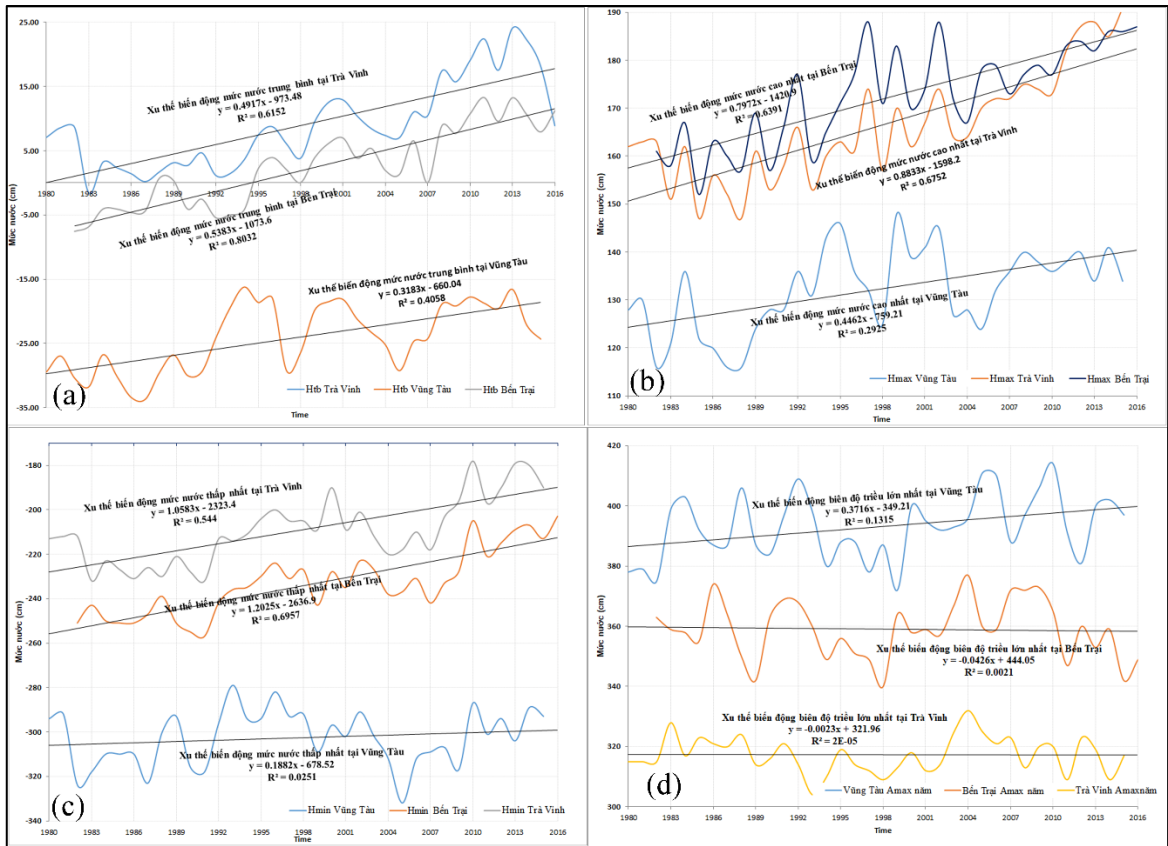 25.00
15.00
5.00
-5.00
-15.00
-25.00
-35.00
Mức nước (cm)
1980 1983 1986 1989 1992 1995 1998 2001 2004 2007 2010 2013 2016
Time
Xu thế biến động mức nước trung bình tại Trà Vinh
y = 0.4917x - 973.48
R² = 0.6152
Xu thế biến động mức nước trung bình tại Bến Trại
y = 0.5383x - 1073.6
R² = 0.8032
Xu thế biến động mức nước trung bình tại Vũng Tàu
y = 0.3183x - 660.04
R² = 0.4058
Htb Trà Vinh Htb Vũng Tàu Htb Bến Trại
(a)
190
180
170
160
150
140
130
120
110
Mức nước (cm)
1980 1983 1986 1989 1992 1995 1998 2001 2004 2007 2010 2013 2016
Time
Xu thế biến động mức nước cao nhất tại Bến Trại
y = 0.7972x - 1420.9
R² = 0.6391
Xu thế biến động mức nước cao nhất tại Trà Vinh
y = 0.8833x - 1598.2
R² = 0.6752
Xu thế biến động mức nước cao nhất tại Vũng Tàu
y = 0.4462x - 759.21
R² = 0.2925
Hmax Vũng Tàu Hmax Trà Vinh Hmax Bến Trại
(b)
-180
-200
-220
-240
-260
-280
-300
-320
-340
Mức nước (cm)
1980 1983 1986 1989 1992 1995 1998 2001 2004 2007 2010 2013 2016
Time
Xu thế biến động mức nước thấp nhất tại Trà Vinh
y = 1.0583x - 2323.4
R² = 0.544
Xu thế biến động mức nước thấp nhất tại Bến Trại
y = 1.2025x - 2636.9
R² = 0.6957
Xu thế biến động mức nước thấp nhất tại Vũng Tàu
y = 0.1882x - 678.52
R² = 0.0251
Hmin Vũng Tàu Hmin Bến Trại Hmin Trà Vinh
(c)
420
400
380
360
340
320
300
Mức nước (cm)
1980 1983 1986 1989 1992 1995 1998 2001 2004 2007 2010 2013 2016
Time
Xu thế biến động biên độ triều lớn nhất tại Vũng Tàu
y = 0.3716x - 349.21
R² = 0.1315
Xu thế biến động biên độ triều lớn nhất tại Bến Trại
y = -0.0426x + 444.05
R² = 0.0021
Xu thế biến động biên độ triều lớn nhất tại Trà Vinh
y = -0.0023x + 321.96
R² = 2E-05
Vũng Tàu Amax năm Bến Trại Amax năm Trà Vinh Amaxnăm
(d)